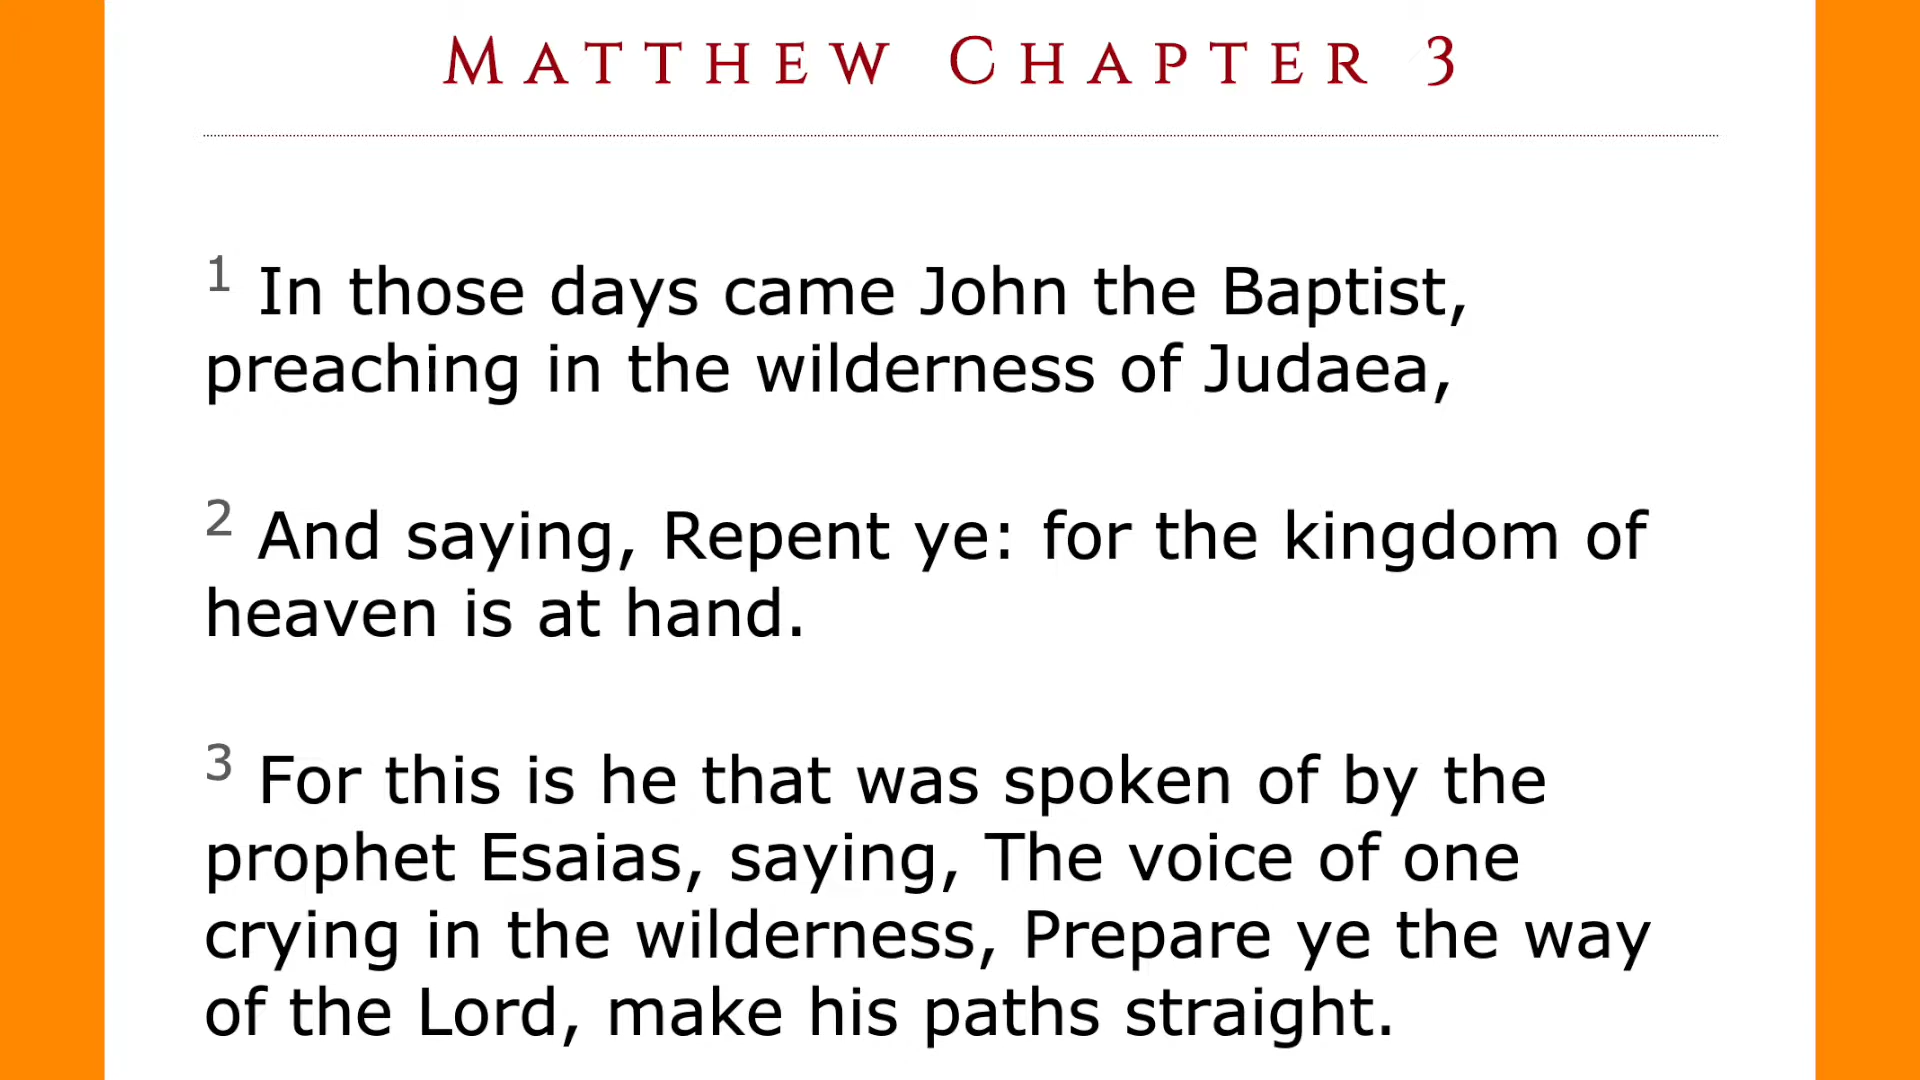 Matthew Chapter 3
1 In those days came John the Baptist,
preaching in the wilderness of Judaea,
2 And saying, Repent ye: for the kingdom of
heaven is at hand.
3 For this is he that was spoken of by the
prophet Esaias, saying, The voice of one
crying in the wilderness, Prepare ye the way
of the Lord, make his paths straight.